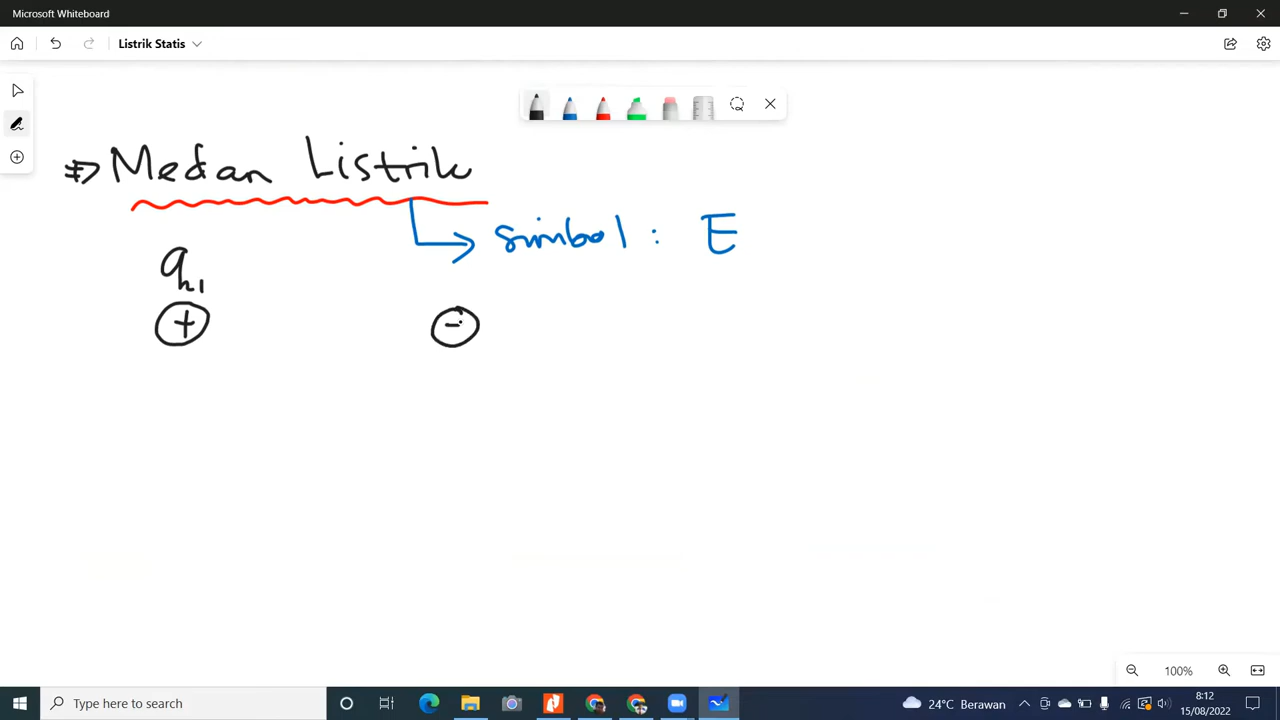 Microsoft Whiteboard
Listrik Statis
⇒ Medan Listrik
simbol : E
q1
+ -
100%
Type here to search
24°C Berawan
8:12
15/08/2022